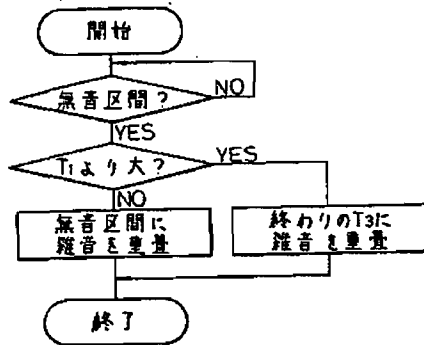 開始
無音区間?
NO
YES
T1より大?
YES
NO
無音区間に
雑音を重畳
終わりのT3に
雑音を重畳
終了